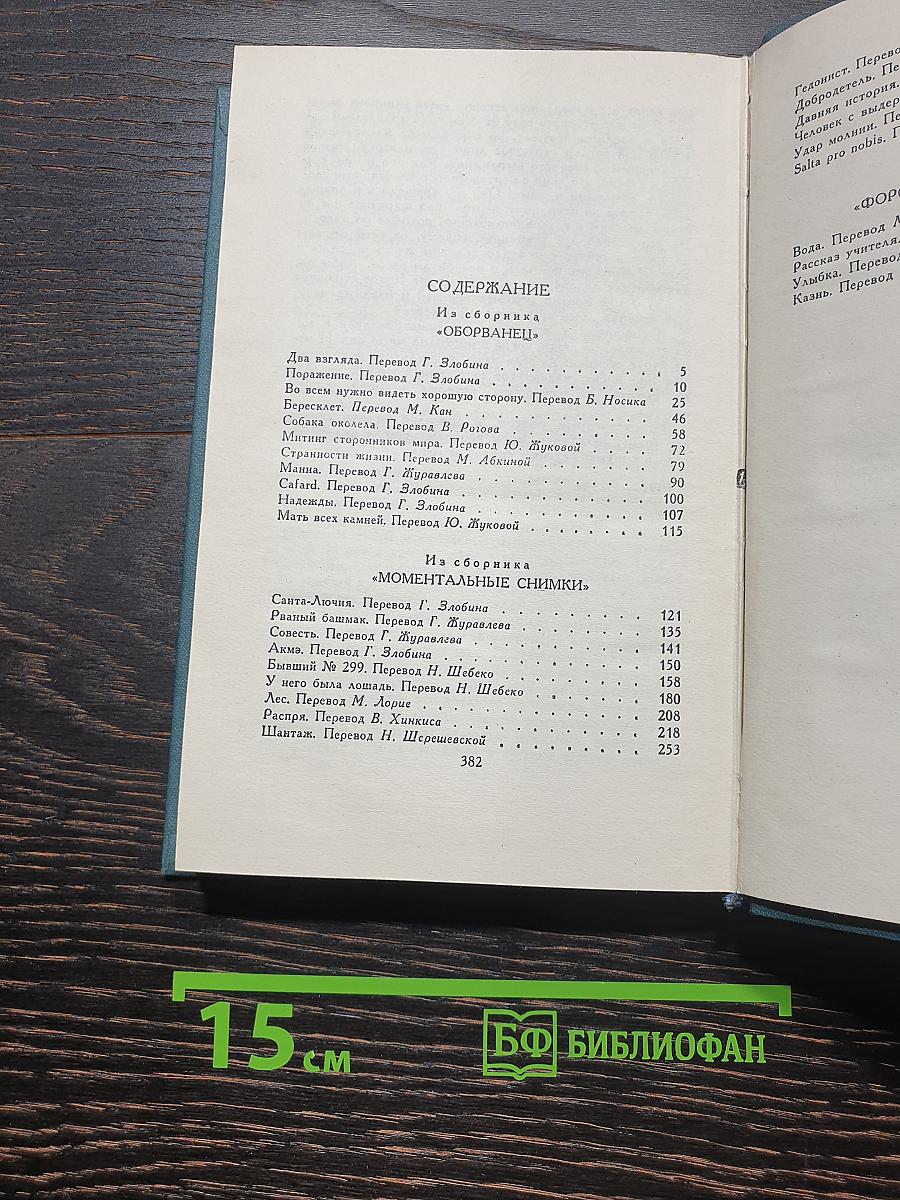 СОДЕРЖАНИЕ
Из сборника
«ОБОРВАНЕЦ»
Два взгляда. Перевод Г. Злобина . . . . . . . . . . 5
Поражение. Перевод Г. Злобина . . . . . . . . . . 10
Во всем нужно видеть хорошую сторону. Перевод Б. Носика 25
Бересклет. Перевод М. Кан . . . . . . . . . . . 46
Собака околела. Перевод В. Рогова . . . . . . . . 58
Митинг сторонников мира. Перевод Ю. Жуковой . . . . 72
Странности жизни. Перевод М. Абкиной . . . . . . . 79
Манна. Перевод Г. Журавлева . . . . . . . . . . 90
Cafard. Перевод Г. Злобина . . . . . . . . . . . 100
Надежды. Перевод Г. Злобина . . . . . . . . . . 107
Мать всех камней. Перевод Ю. Жуковой . . . . . . . 115
Из сборника
«МОМЕНТАЛЬНЫЕ СНИМКИ»
Санта-Лючия. Перевод Г. Злобина . . . . . . . . . 121
Рваный башмак. Перевод Г. Журавлева . . . . . . . 135
Совесть. Перевод Г. Журавлева . . . . . . . . . . 141
Акмэ. Перевод Г. Злобина . . . . . . . . . . . 150
Бывший № 299. Перевод Н. Шебеко . . . . . . . . 158
У него была лошадь. Перевод Н. Шебеко . . . . . . 180
Лес. Перевод М. Лорие . . . . . . . . . . . . 208
Распря. Перевод В. Хинкиса . . . . . . . . . . 218
Шантаж. Перевод Н. Шерешевской . . . . . . . . 253
382
Гедонист. Перево
Добродетель. Пе
Давняя история.
Человек с выдер
Удар молнии. Пе
Salta pro nobis. П
«ФОРС
Вода. Перевод М
Рассказ учителя.
Улыбка. Перевод
Казнь. Перевод
15 см
БФ БИБЛИОФАН